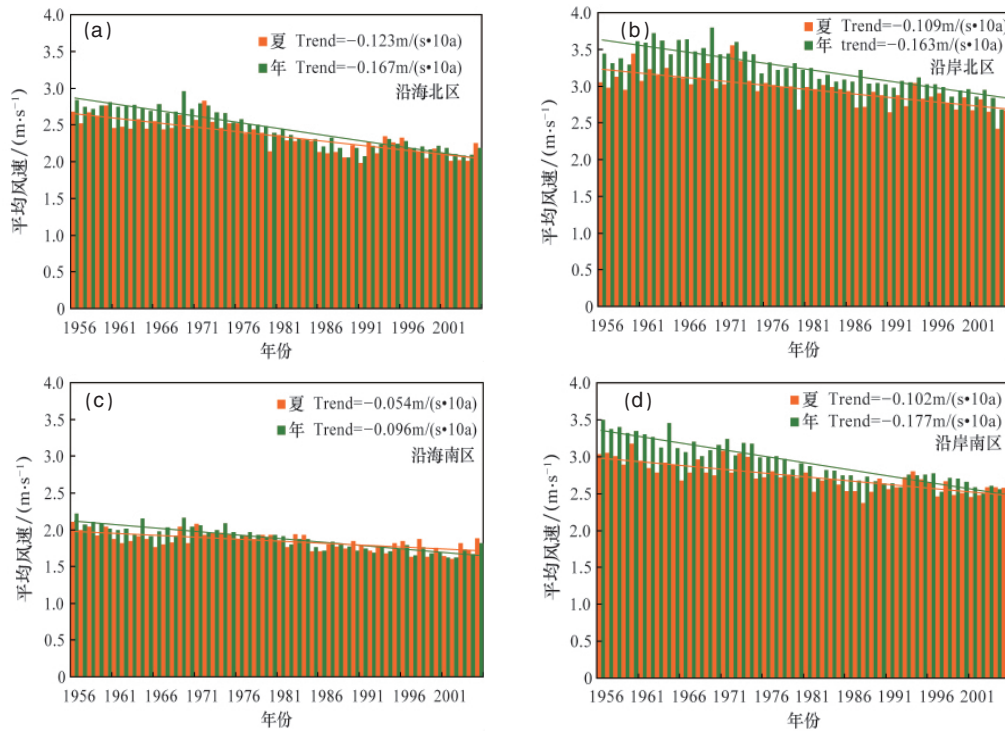 (a)
夏 Trend=−0.123m/(s•10a)
年 Trend=−0.167m/(s•10a)
沿海北区
平均风速/(m·s⁻¹)
4.0
3.5
3.0
2.5
2.0
1.5
1.0
0.5
0
1956 1961 1966 1971 1976 1981 1986 1991 1996 2001
年份
(b)
夏 Trend=−0.109m/(s•10a)
年 trend=−0.163m/(s•10a)
沿岸北区
平均风速/(m·s⁻¹)
4.0
3.5
3.0
2.5
2.0
1.5
1.0
0.5
0
1956 1961 1966 1971 1976 1981 1986 1991 1996 2001
年份
(c)
夏 Trend=−0.054m/(s•10a)
年 Trend=−0.096m/(s•10a)
沿海南区
平均风速/(m·s⁻¹)
4.0
3.5
3.0
2.5
2.0
1.5
1.0
0.5
0
1956 1961 1966 1971 1976 1981 1986 1991 1996 2001
年份
(d)
夏 Trend=−0.102m/(s•10a)
年 Trend=−0.177m/(s•10a)
沿岸南区
平均风速/(m·s⁻¹)
4.0
3.5
3.0
2.5
2.0
1.5
1.0
0.5
0
1956 1961 1966 1971 1976 1981 1986 1991 1996 2001
年份